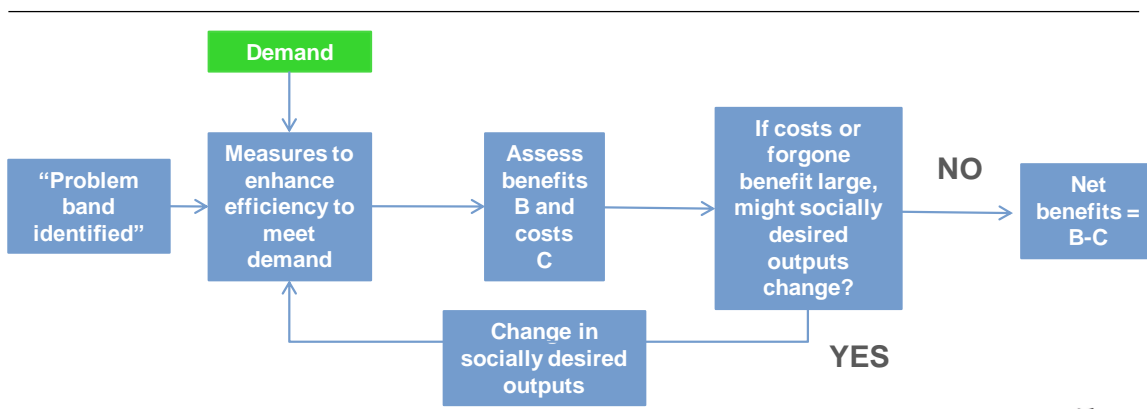 Demand
“Problem
band
identified”
Measures to
enhance
efficiency to
meet
demand
Assess
benefits
B and
costs
C
If costs or
forgone
benefit large,
might socially
desired
outputs
change?
NO
Net
benefits =
B-C
Change in
socially desired
outputs
YES